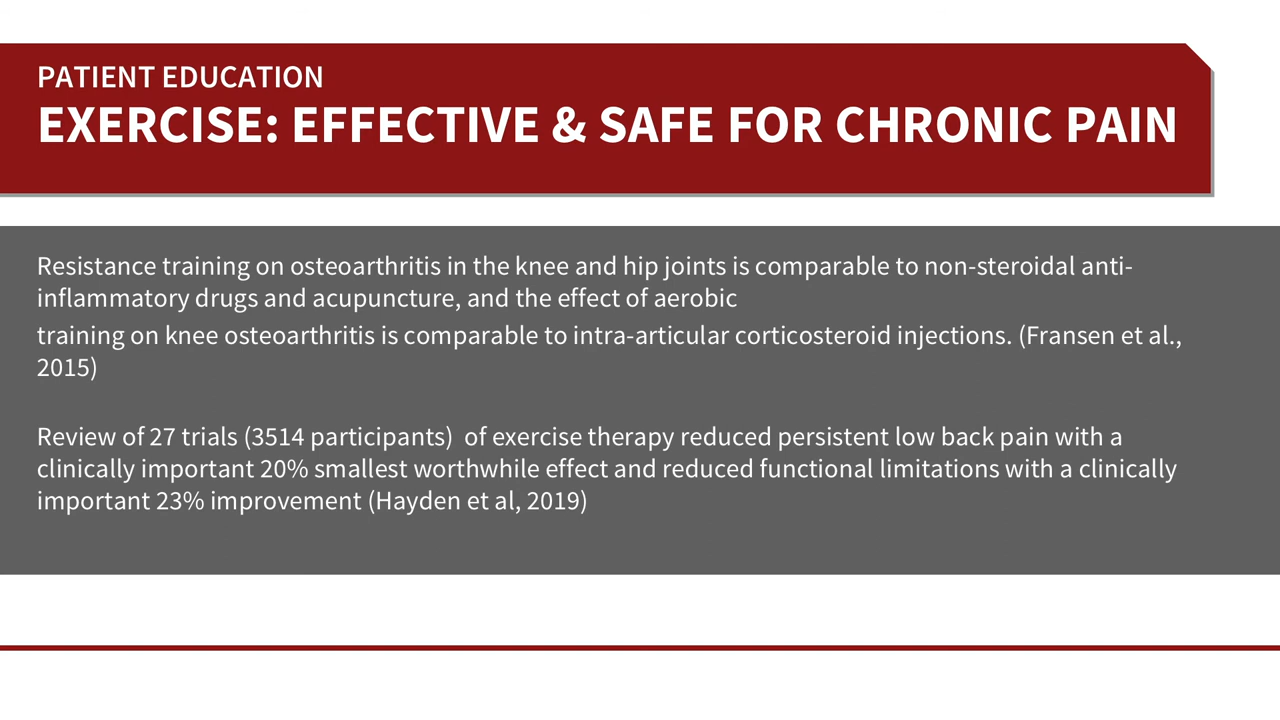 PATIENT EDUCATION
EXERCISE: EFFECTIVE & SAFE FOR CHRONIC PAIN
Resistance training on osteoarthritis in the knee and hip joints is comparable to non-steroidal anti-
inflammatory drugs and acupuncture, and the effect of aerobic
training on knee osteoarthritis is comparable to intra-articular corticosteroid injections. (Fransen et al.,
2015)
Review of 27 trials (3514 participants)  of exercise therapy reduced persistent low back pain with a
clinically important 20% smallest worthwhile effect and reduced functional limitations with a clinically
important 23% improvement (Hayden et al, 2019)